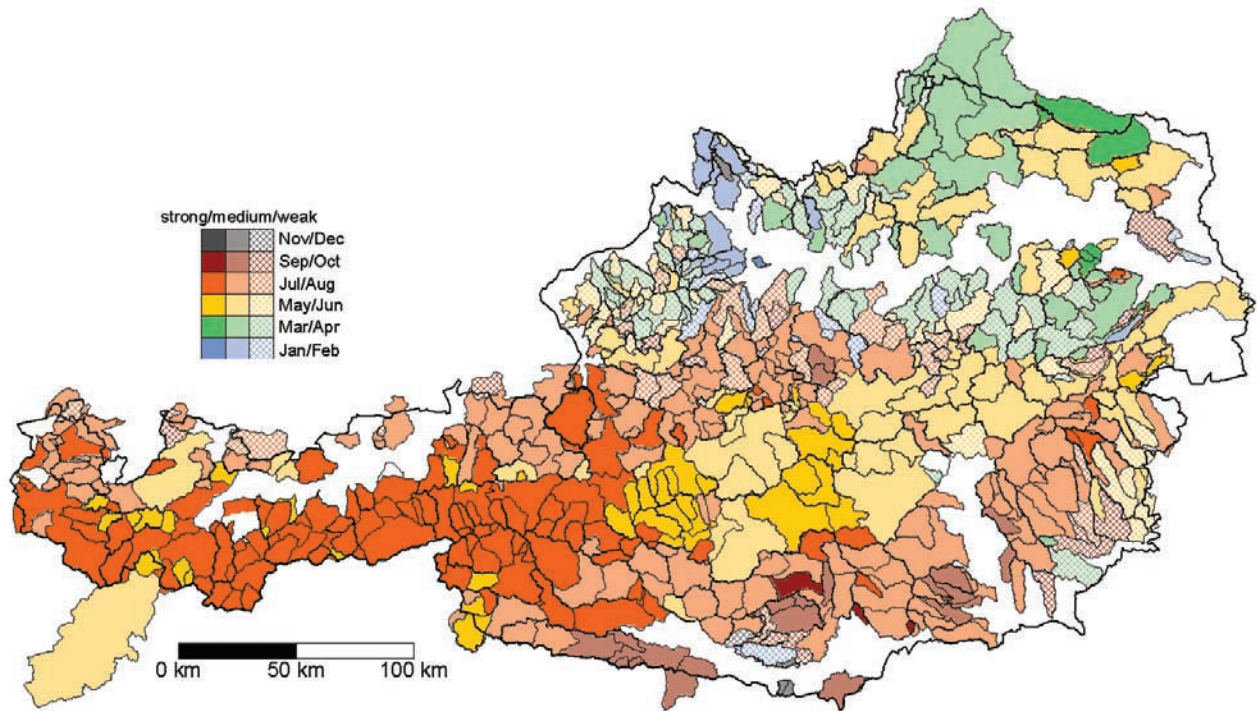 strong/medium/weak
Nov/Dec
Sep/Oct
Jul/Aug
May/Jun
Mar/Apr
Jan/Feb
0 km 50 km 100 km